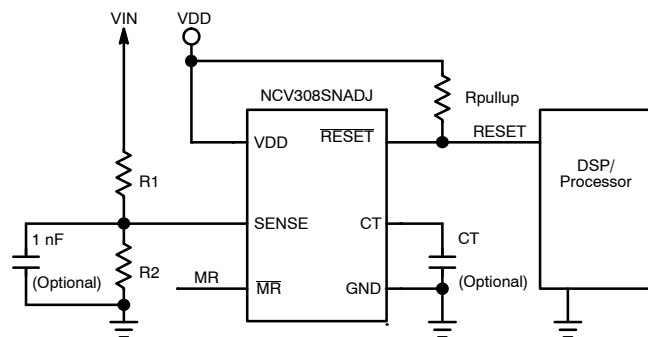 VIN
VDD
NCV308SNADJ
Rpullup
VDD
RESET
RESET
DSP/
Processor
R1
SENSE
CT
CT
1 nF
(Optional)
R2
(Optional)
MR
MR
GND